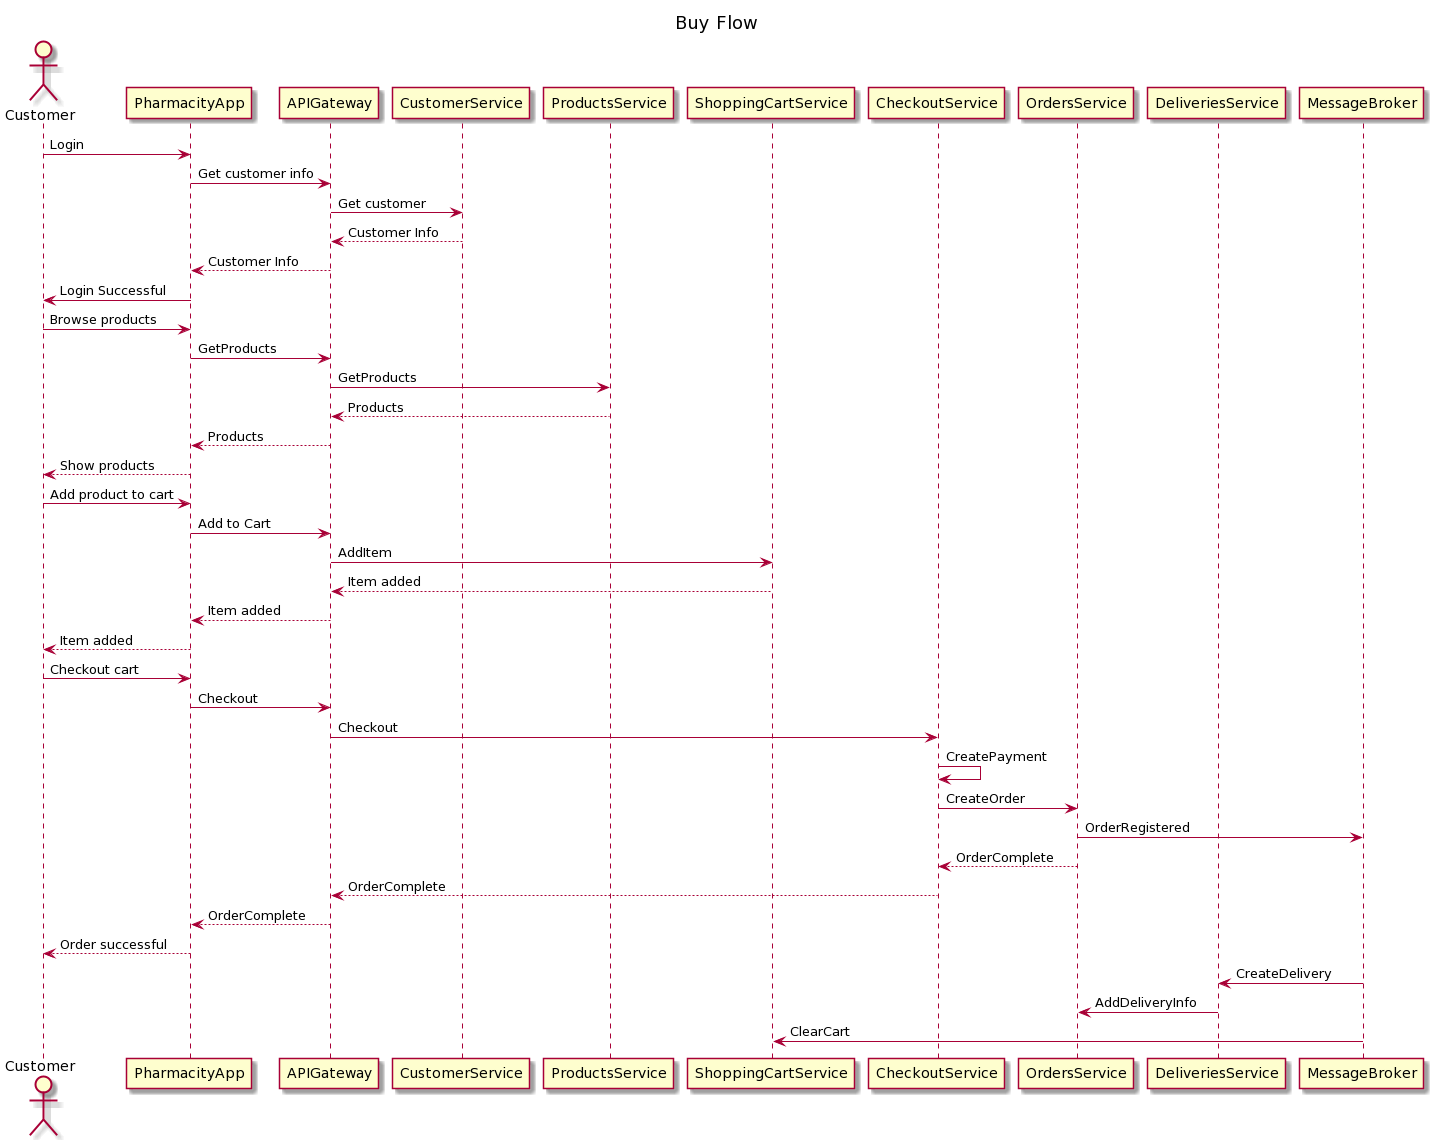 Buy Flow
Customer
PharmacityApp
APIGateway
CustomerService
ProductsService
ShoppingCartService
CheckoutService
OrdersService
DeliveriesService
MessageBroker
Login
Get customer info
Get customer
Customer Info
Customer Info
Login Successful
Browse products
GetProducts
GetProducts
Products
Products
Show products
Add product to cart
Add to Cart
AddItem
Item added
Item added
Item added
Checkout cart
Checkout
Checkout
CreatePayment
CreateOrder
OrderRegistered
OrderComplete
OrderComplete
OrderComplete
Order successful
CreateDelivery
AddDeliveryInfo
ClearCart
Customer
PharmacityApp
APIGateway
CustomerService
ProductsService
ShoppingCartService
CheckoutService
OrdersService
DeliveriesService
MessageBroker